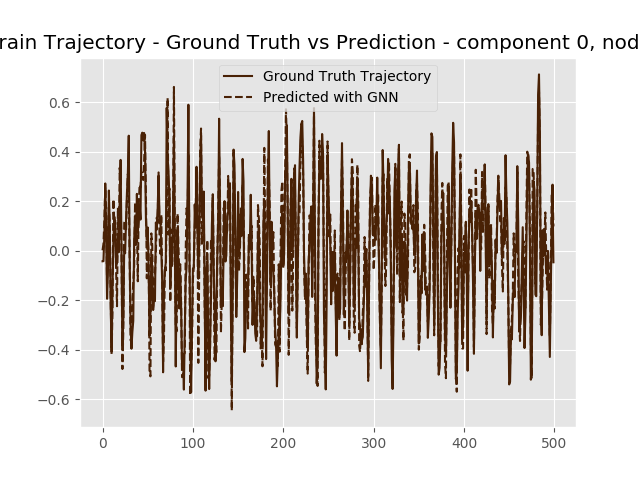 rain Trajectory - Ground Truth vs Prediction - component 0, nod
Ground Truth Trajectory
Predicted with GNN
0.6
0.4
0.2
0.0
−0.2
−0.4
−0.6
0 100 200 300 400 500